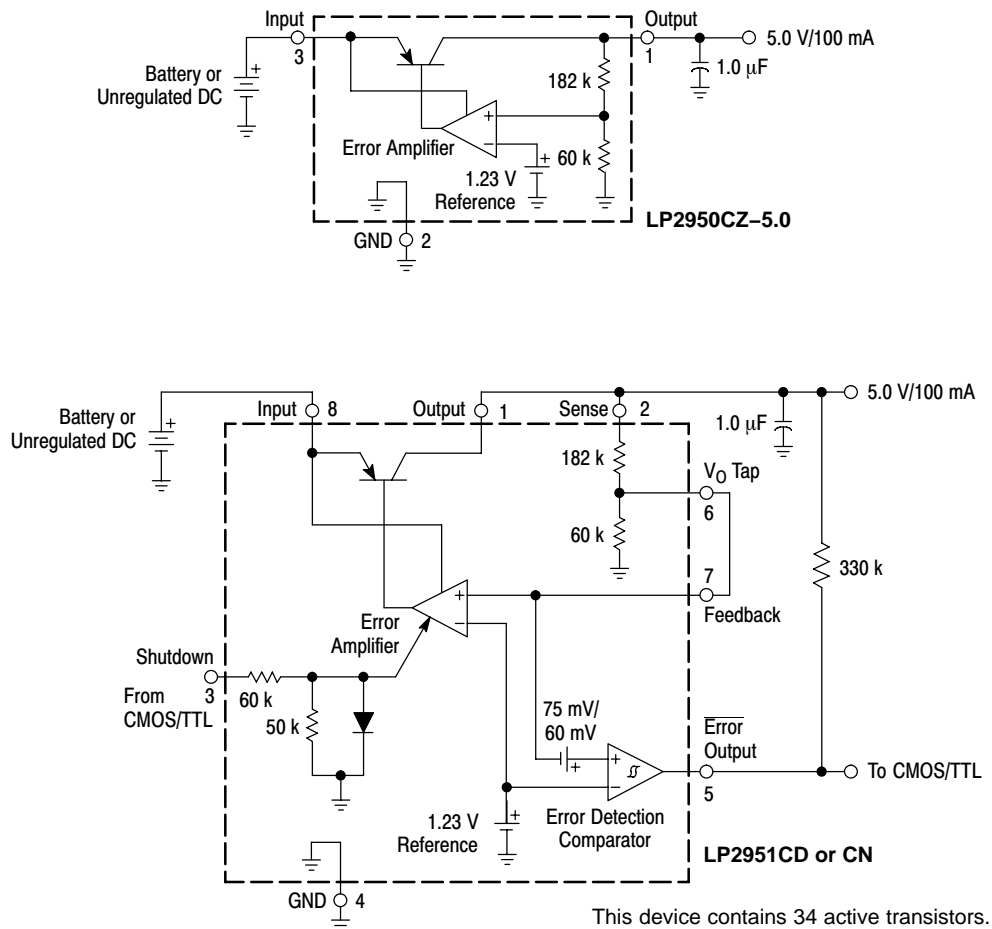 Input
3
Output
1
5.0 V/100 mA
1.0 μF
Battery or
Unregulated DC
+
182 k
+
−
Error Amplifier
60 k
+
1.23 V
Reference
GND
2
LP2950CZ–5.0
Battery or
Unregulated DC
+
Input
8
Output
1
Sense
2
5.0 V/100 mA
1.0 μF
182 k
VO Tap
6
60 k
330 k
7
Feedback
+
−
Error
Amplifier
Shutdown
3
From
CMOS/TTL
60 k
50 k
75 mV/
60 mV
+
+
−
Error
Output
5
To CMOS/TTL
1.23 V
Reference
+
Error Detection
Comparator
LP2951CD or CN
GND
4
This device contains 34 active transistors.